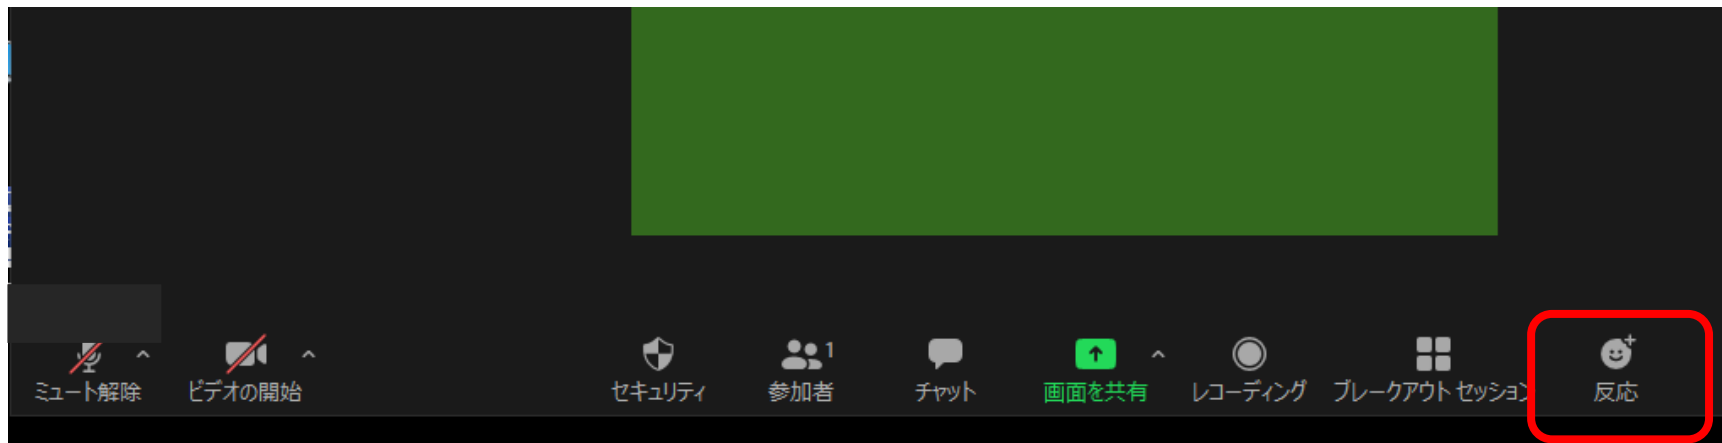 ミュート解除
ビデオの開始
セキュリティ
1
参加者
チャット
画面を共有
レコーディング
ブレークアウト セッション
反応